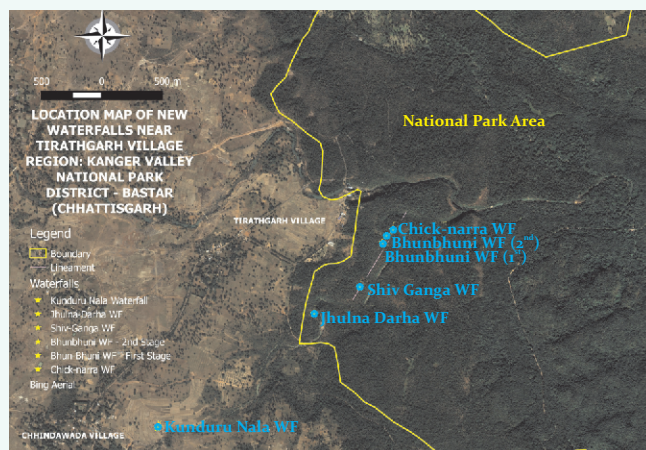 N
500 0 500 m
LOCATION MAP OF NEW
WATERFALLS NEAR
TIRATHGARH VILLAGE
REGION: KANGER VALLEY
NATIONAL PARK
DISTRICT - BASTAR
(CHHATTISGARH)
Legend
Boundary
Lineament
Waterfalls
Kunduru Nala Waterfall
Jhulna-Darha WF
Shiv-Ganga WF
Bhunbhuni WF - 2nd Stage
Bhun-Bhuni WF - First Stage
Chick-narra WF
Bing Aerial
National Park Area
TIRATHGARH VILLAGE
Chick-narra WF
Bhunbhuni WF (2nd)
Bhunbhuni WF (1st)
Shiv Ganga WF
Jhulna Darha WF
Kunduru Nala WF
CHHINDAWADA VILLAGE